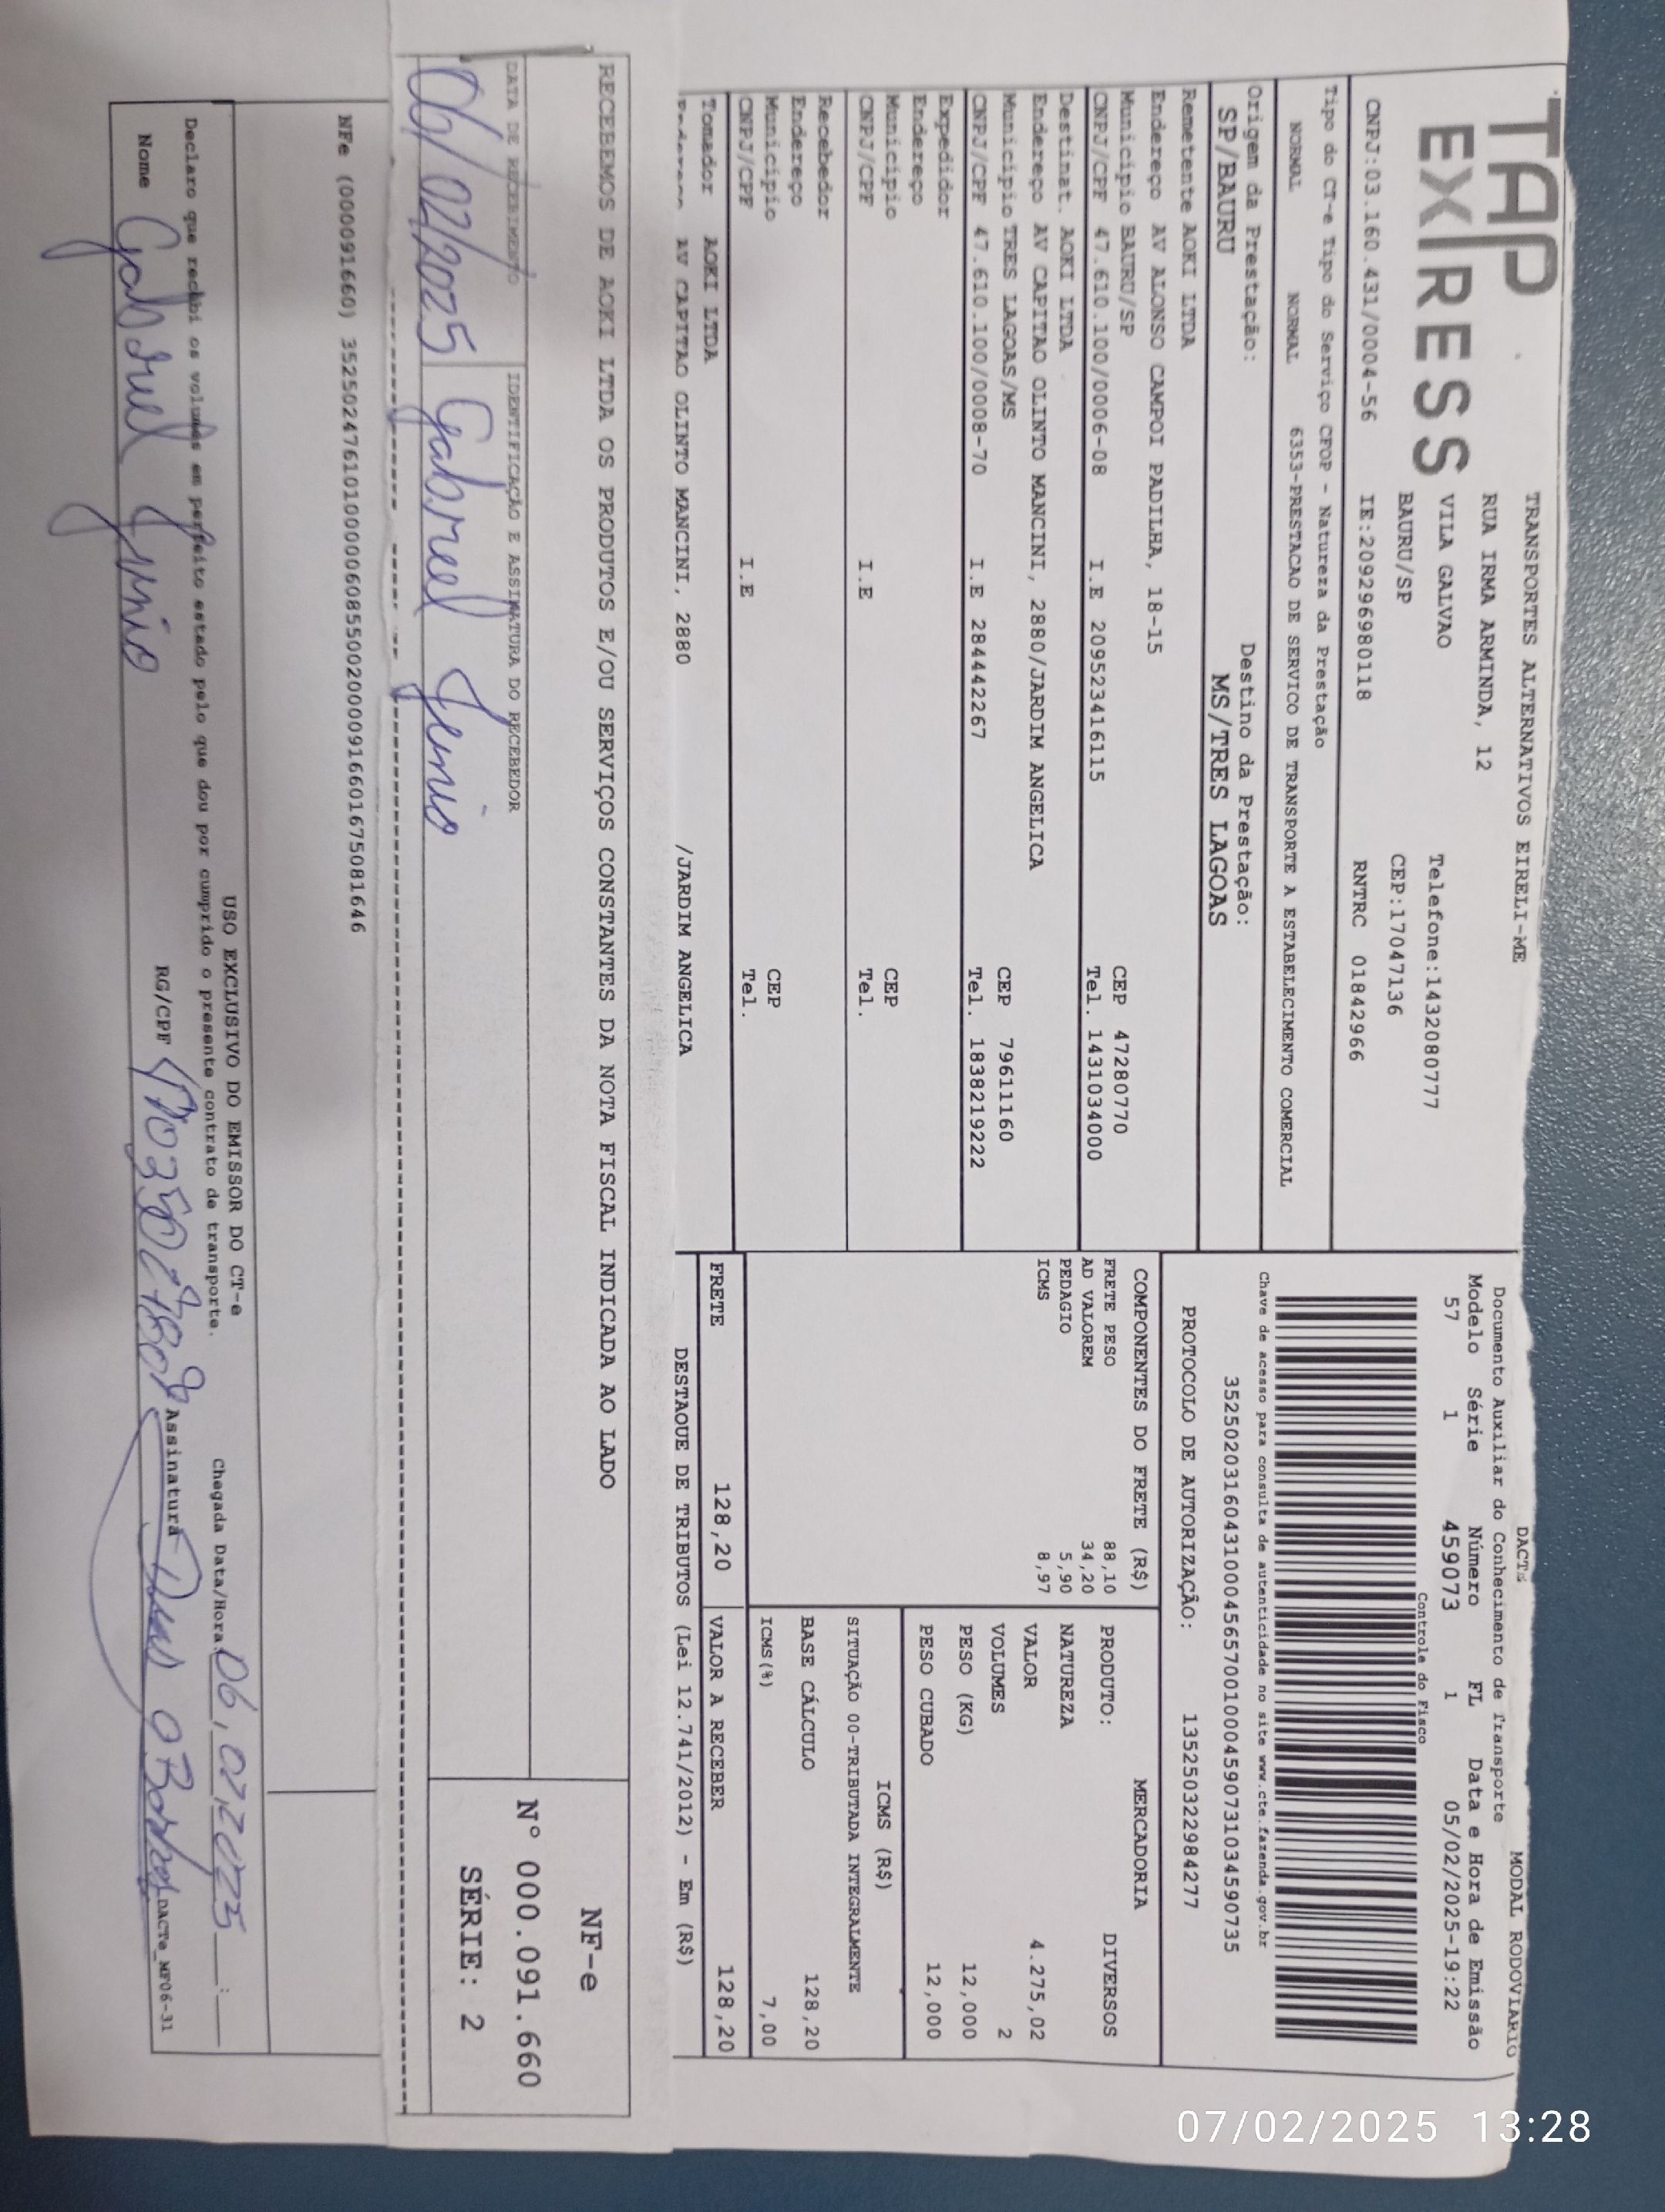 TAP
EXPRESS
TRANSPORTES ALTERNATIVOS EIRELI-ME
RUA IRMA ARMINDA, 12
VILA GALVAO Telefone:1432080777
BAURU/SP CEP:17047136
CNPJ:03.160.431/0004-56 IE:209296980118 RNTRC 01842966
Tipo do CT-e Tipo do Serviço CFOP - Natureza da Prestação
NORMAL NORMAL 6353-PRESTACAO DE SERVICO DE TRANSPORTE A ESTABELECIMENTO COMERCIAL
Origem da Prestação: Destino da Prestação:
SP/BAURU MS/TRES LAGOAS
DACTe MODAL RODOVIARIO
Documento Auxiliar do Conhecimento de Transporte
Modelo Série Número FL Data e Hora de Emissão
57 1 459073 1 05/02/2025-19:22
Controle do Fisco
Chave de acesso para consulta de autenticidade no site www.cte.fazenda.gov.br
35250203160431000456570010004590731034590735
PROTOCOLO DE AUTORIZAÇÃO: 135250322984277
Remetente AOKI LTDA
Endereço AV ALONSO CAMPOI PADILHA, 18-15
Municipio BAURU/SP CEP 47280770
CNPJ/CPF 47.610.100/0006-08 I.E 209523416115 Tel. 1431034000
Destinat. AOKI LTDA
Endereço AV CAPITAO OLINTO MANCINI, 2880/JARDIM ANGELICA
Municipio TRES LAGOAS/MS CEP 79611160
CNPJ/CPF 47.610.100/0008-70 I.E 284442267 Tel. 1838219222
Expedidor
Endereço
Municipio CEP
CNPJ/CPF I.E Tel.
Recebedor
Endereço
Municipio CEP
CNPJ/CPF I.E Tel.
Tomador AOKI LTDA
Endereço AV CAPITAO OLINTO MANCINI, 2880 /JARDIM ANGELICA
COMPONENTES DO FRETE (R$)
FRETE PESO 88,10
AD VALOREM 34,20
PEDAGIO 5,90
ICMS 8,97
MERCADORIA
PRODUTO: DIVERSOS
NATUREZA
VALOR 4.275,02
VOLUMES 2
PESO (KG) 12,000
PESO CUBADO 12,000
ICMS (R$)
SITUAÇÃO 00-TRIBUTADA INTEGRALMENTE
BASE CÁLCULO 128,20
ICMS(%) 7,00
FRETE 128,20 VALOR A RECEBER 128,20
DESTAQUE DE TRIBUTOS (Lei 12.741/2012) - Em (R$)
RECEBEMOS DE AOKI LTDA OS PRODUTOS E/OU SERVIÇOS CONSTANTES DA NOTA FISCAL INDICADA AO LADO
DATA DE RECEBIMENTO IDENTIFICAÇÃO E ASSINATURA DO RECEBEDOR
06/02/2025 Gabriel Junio
NF-e
N° 000.091.660
SÉRIE: 2
NFe (000091660) 35250247610100000608550020000916601675081646
USO EXCLUSIVO DO EMISSOR DO CT-e
Declaro que recebi os volumes em perfeito estado pelo que dou por cumprido o presente contrato de transporte. Chegada Data/Hora: 06,02,2025 __:__
Nome Gabriel Junio RG/CPF Assinatura
DACTe_MF06-31
07/02/2025 13:28